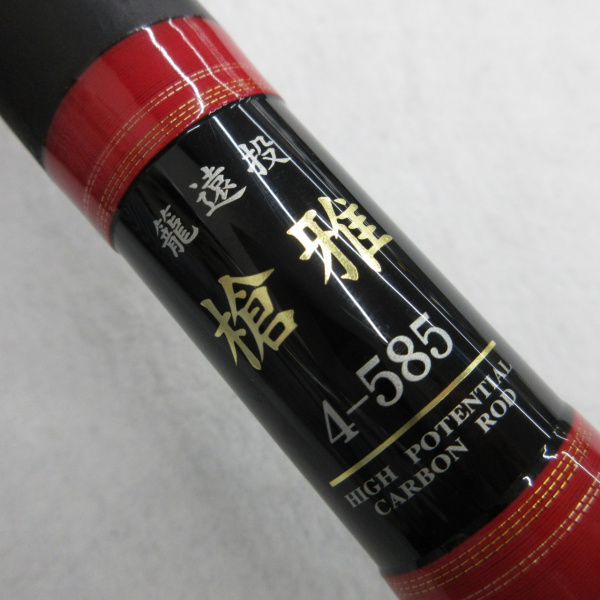 籠遠投
槍雅
4-585
HIGH POTENTIAL
CARBON ROD